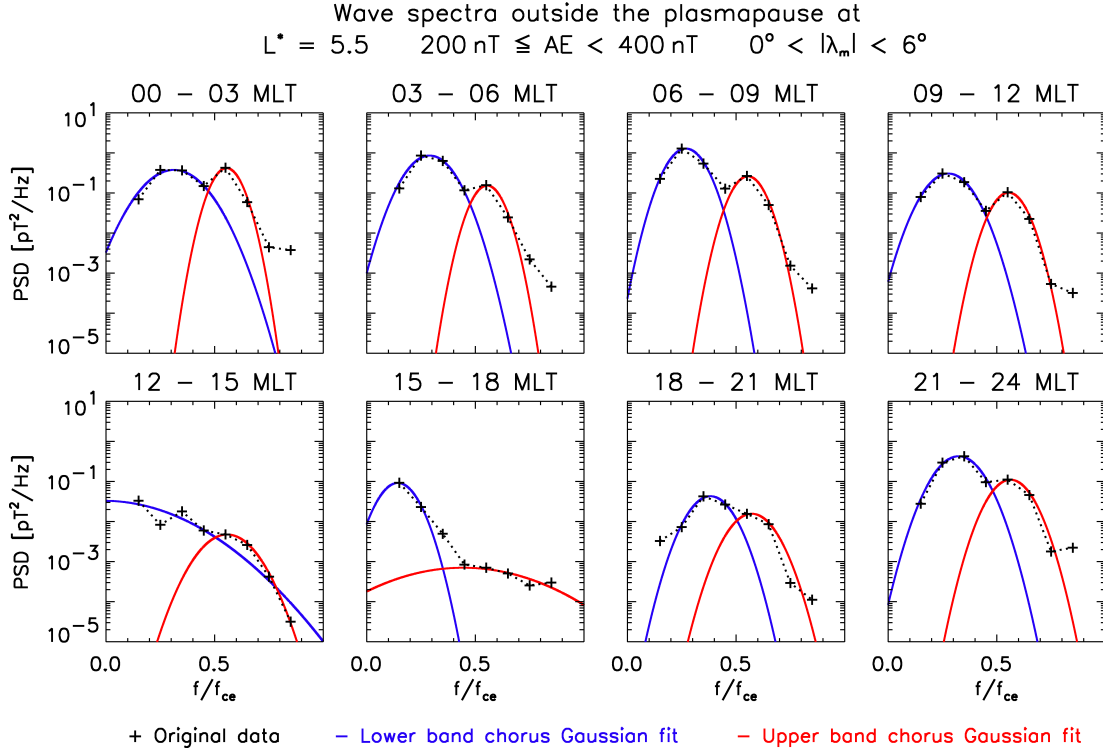 Wave spectra outside the plasmapause at
L* = 5.5 200 nT ≦ AE < 400 nT 0° < |λm| < 6°
00 − 03 MLT 03 − 06 MLT 06 − 09 MLT 09 − 12 MLT
10^1
10^-1
10^-3
10^-5
PSD [pT²/Hz]
12 − 15 MLT 15 − 18 MLT 18 − 21 MLT 21 − 24 MLT
10^1
10^-1
10^-3
10^-5
PSD [pT²/Hz]
0.0 0.5 0.0 0.5 0.0 0.5 0.0 0.5
f/fce f/fce f/fce f/fce
+ Original data − Lower band chorus Gaussian fit − Upper band chorus Gaussian fit